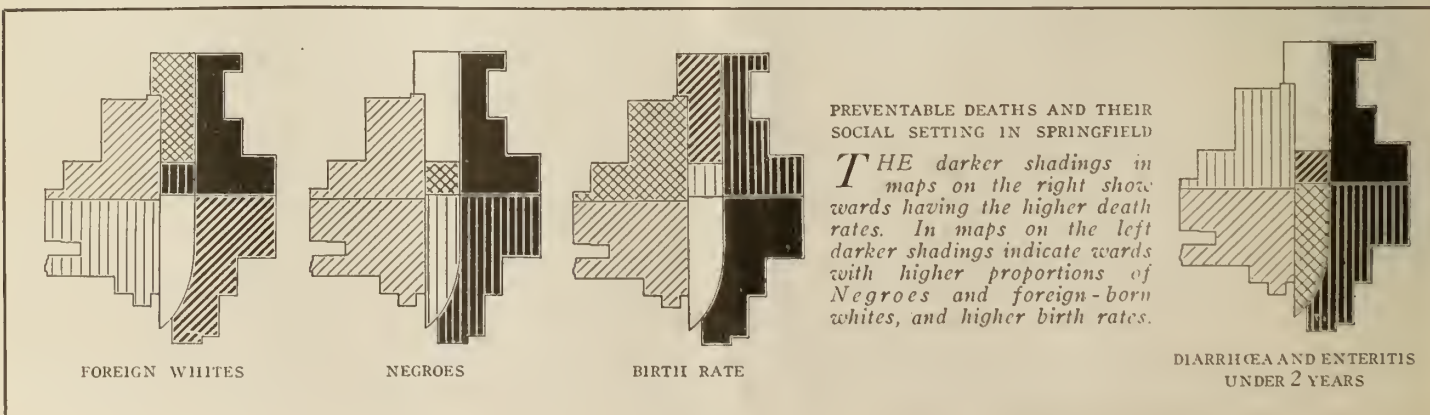 PREVENTABLE DEATHS AND THEIR
SOCIAL SETTING IN SPRINGFIELD
THE darker shadings in
maps on the right show
wards having the higher death
rates. In maps on the left
darker shadings indicate wards
with higher proportions of
Negroes and foreign-born
whites, and higher birth rates.
FOREIGN WHITES
NEGROES
BIRTH RATE
DIARRHŒA AND ENTERITIS
UNDER 2 YEARS